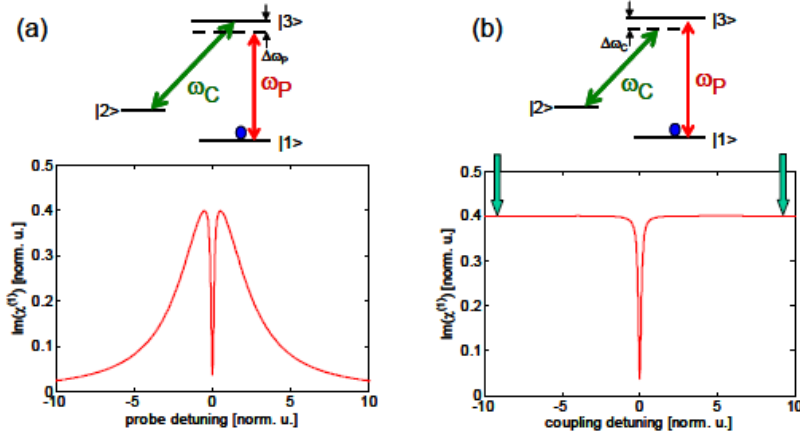 (a)
|3>
Δω_P
ω_C
ω_P
|2>
|1>
0.5
0.4
0.3
0.2
0.1
0
Im(χ^(1)) [norm. u.]
-10
-5
0
5
10
probe detuning [norm. u.]
(b)
|3>
Δω_C
ω_C
ω_P
|2>
|1>
0.5
0.4
0.3
0.2
0.1
0
Im(χ^(1)) [norm. u.]
-10
-5
0
5
10
coupling detuning [norm. u.]